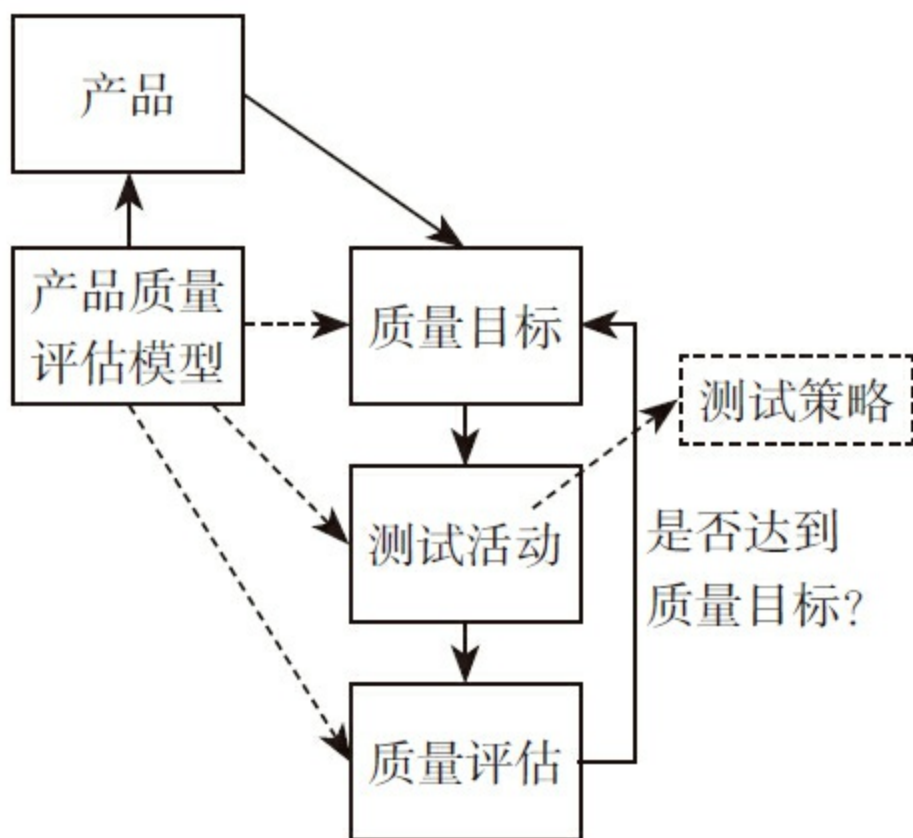 产品
产品质量
评估模型
质量目标
测试策略
测试活动
是否达到
质量目标？
质量评估